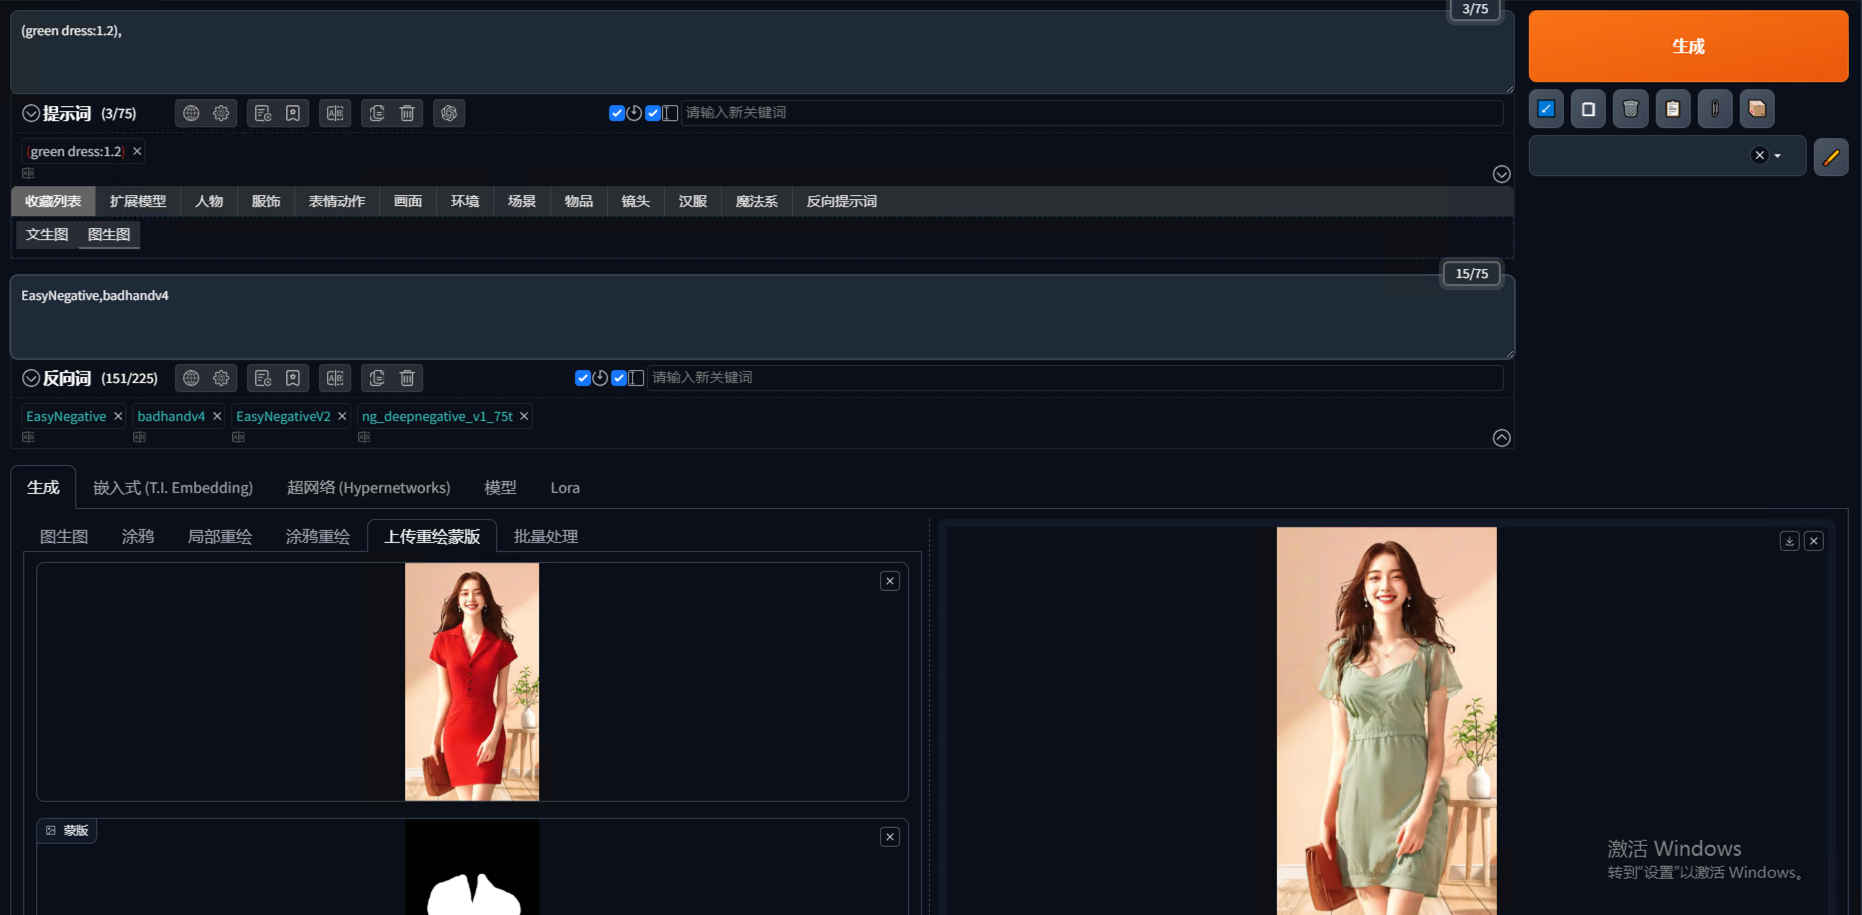 3/75
(green dress:1.2),
生成
提示词 (3/75)
请输入新关键词
(green dress:1.2)
收藏列表 扩展模型 人物 服饰 表情动作 画面 环境 场景 物品 镜头 汉服 魔法系 反向提示词
文生图 图生图
15/75
EasyNegative,badhandv4
反向词 (151/225)
请输入新关键词
EasyNegative badhandv4 EasyNegativeV2 ng_deepnegative_v1_75t
生成 嵌入式 (T.I. Embedding) 超网络 (Hypernetworks) 模型 Lora
图生图 涂鸦 局部重绘 涂鸦重绘 上传重绘蒙版 批量处理
蒙版
激活 Windows
转到“设置”以激活 Windows。